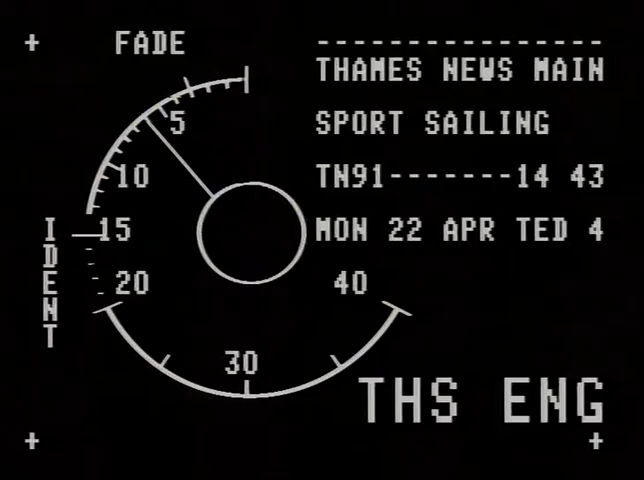 FADE
----------------
THAMES NEWS MAIN
SPORT SAILING
TN91-------14 43
MON 22 APR TED 4
5
10
15
20
30
40
IDENT
THS ENG